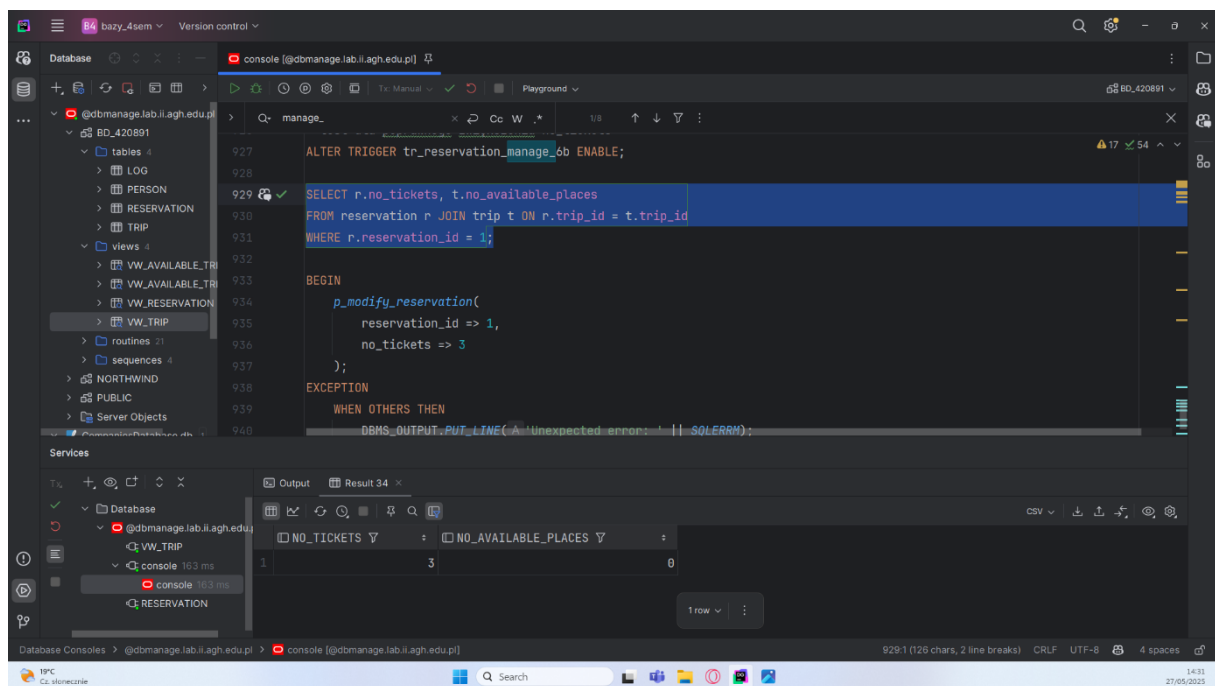 B4 bazy_4sem Version control
Database
console [@dbmanage.lab.ii.agh.edu.pl]
Tx: Manual
Playground
BD_420891
manage_
Cc W .*
1/8
@dbmanage.lab.ii.agh.edu.pl
BD_420891
tables 4
LOG
PERSON
RESERVATION
TRIP
views 4
VW_AVAILABLE_TRI
VW_AVAILABLE_TRI
VW_RESERVATION
VW_TRIP
routines 21
sequences 4
NORTHWIND
PUBLIC
Server Objects
CompaniesDatabase.db 1
17 54
927 ALTER TRIGGER tr_reservation_manage_6b ENABLE;
928
929 SELECT r.no_tickets, t.no_available_places
930 FROM reservation r JOIN trip t ON r.trip_id = t.trip_id
931 WHERE r.reservation_id = 1;
932
933 BEGIN
934 p_modify_reservation(
935 reservation_id => 1,
936 no_tickets => 3
937 );
938 EXCEPTION
939 WHEN OTHERS THEN
940 DBMS_OUTPUT.PUT_LINE( A 'Unexpected error: ' || SQLERRM);
Services
Tx
Database
@dbmanage.lab.ii.agh.edu.p
VW_TRIP
console 163 ms
console 163 ms
RESERVATION
Output
Result 34
CSV
NO_TICKETS NO_AVAILABLE_PLACES
1 3 0
1 row
Database Consoles > @dbmanage.lab.ii.agh.edu.pl > console [@dbmanage.lab.ii.agh.edu.pl]
929:1 (126 chars, 2 line breaks) CRLF UTF-8 4 spaces
19°C
Cz. słonecznie
Search
14:31
27/05/2025